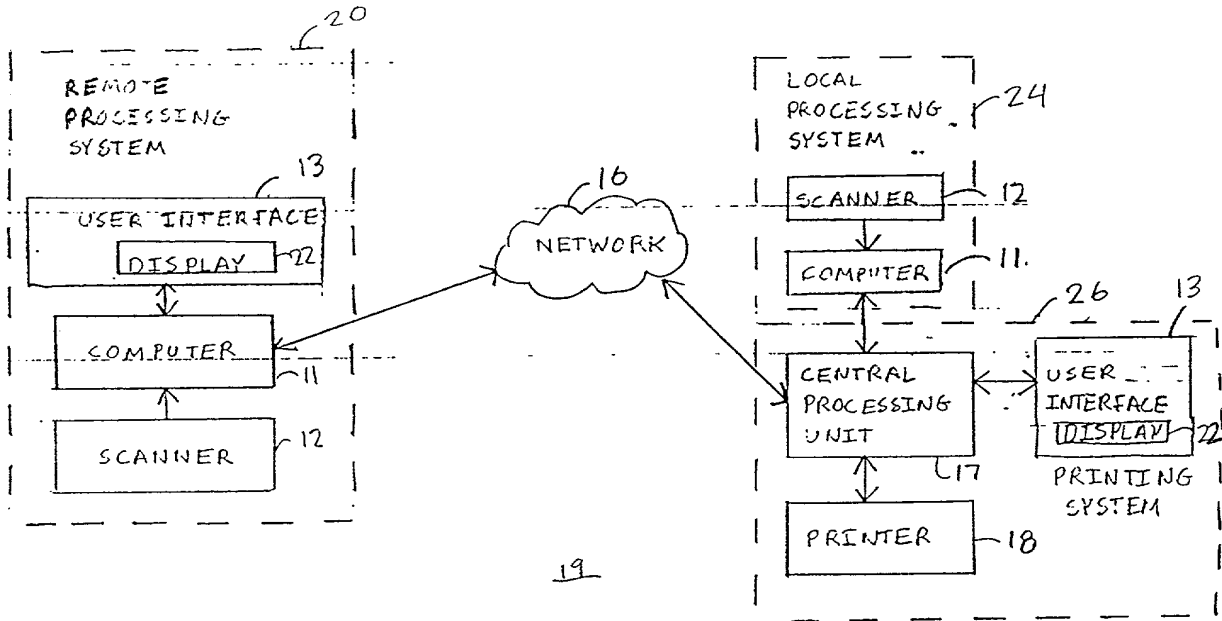 20
REMOTE
PROCESSING
SYSTEM
13
USER INTERFACE
DISPLAY
22
COMPUTER
11
SCANNER
12
16
NETWORK
19
LOCAL
PROCESSING
SYSTEM
24
SCANNER
12
COMPUTER
11
26
13
CENTRAL
PROCESSING
UNIT
17
USER
INTERFACE
DISPLAY
22
PRINTING
SYSTEM
PRINTER
18